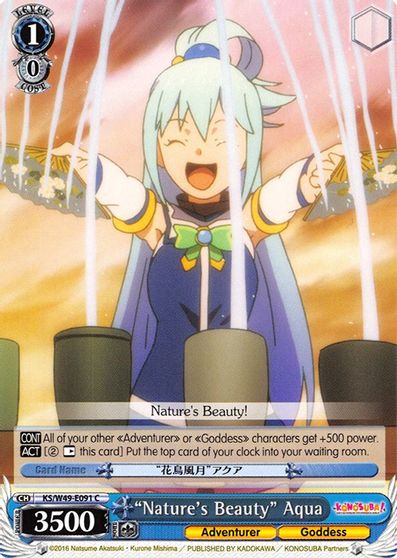 LEVEL
1
0
COST
Nature's Beauty!
CONT All of your other «Adventurer» or «Goddess» characters get +500 power.
ACT [② this card] Put the top card of your clock into your waiting room.
Card Name
"花鳥風月"アクア
CH KS/W49-E091 C
POWER 3500 SOUL
"Nature's Beauty" Aqua
KONOSUBA!
Adventurer Goddess
©2016 Natsume Akatsuki・Kurone Mishima / PUBLISHED BY KADOKAWA / KONOSUBA Partners